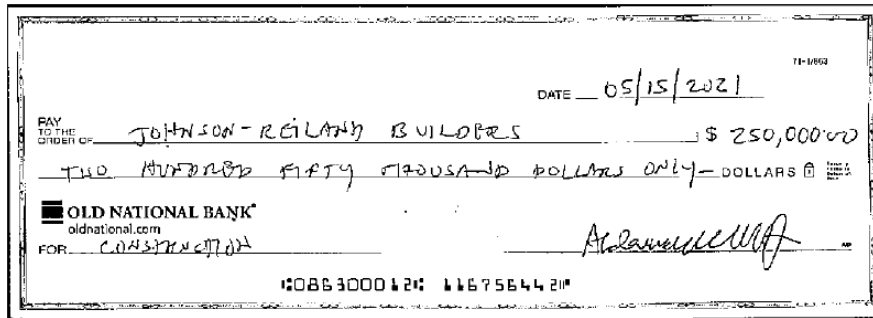 71-1/863
DATE 05/15/2021
PAY
TO THE
ORDER OF JOHNSON-REILAND BUILDERS $ 250,000.00
TWO HUNDRED FIFTY THOUSAND DOLLARS ONLY- DOLLARS
OLD NATIONAL BANK
oldnational.com
FOR CONSTRUCTION
⑆086300012⑆ 116756442⑈